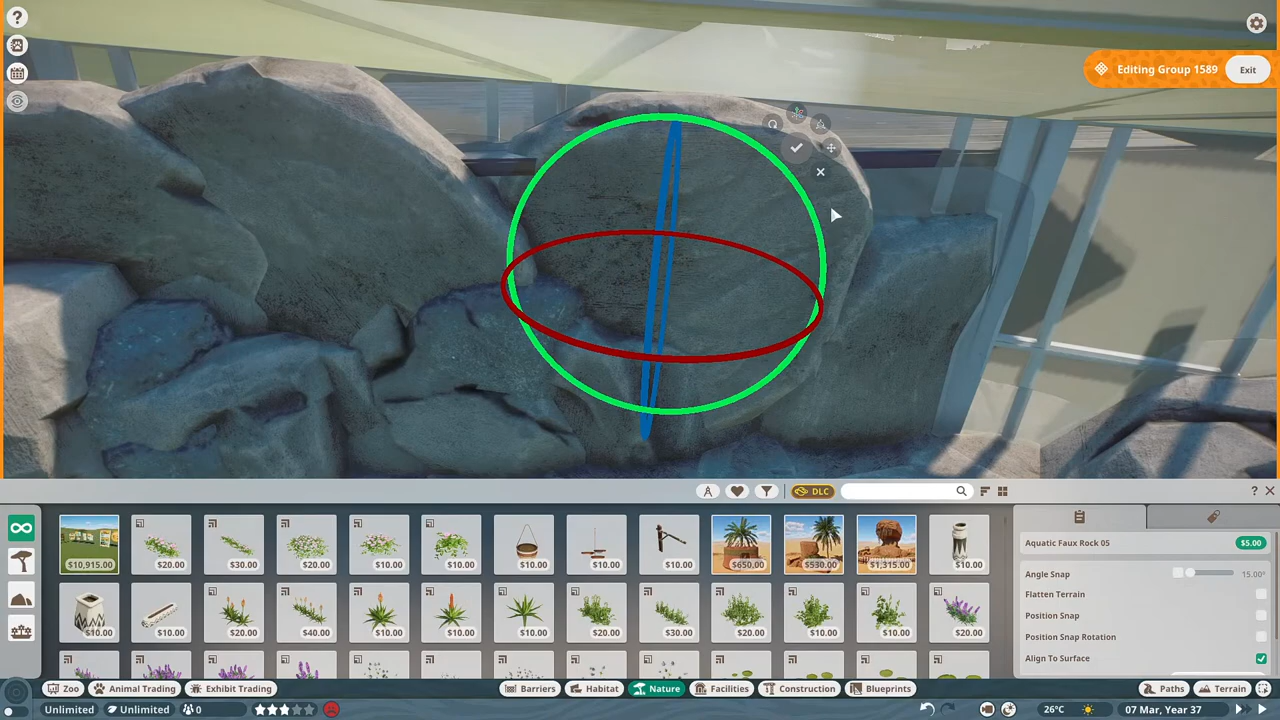 ?
Editing Group 1589
Exit
DLC
? ×
$10,915.00 $20.00 $30.00 $20.00 $10.00 $10.00 $10.00 $10.00 $10.00 $650.00 $530.00 $1,315.00 $10.00
$10.00 $10.00 $20.00 $40.00 $10.00 $10.00 $10.00 $20.00 $30.00 $20.00 $10.00 $10.00 $20.00
Aquatic Faux Rock 05 $5.00
Angle Snap 15.00°
Flatten Terrain
Position Snap
Position Snap Rotation
Align To Surface
Zoo Animal Trading Exhibit Trading Barriers Habitat Nature Facilities Construction Blueprints Paths Terrain
Unlimited Unlimited 0 26°C 07 Mar, Year 37